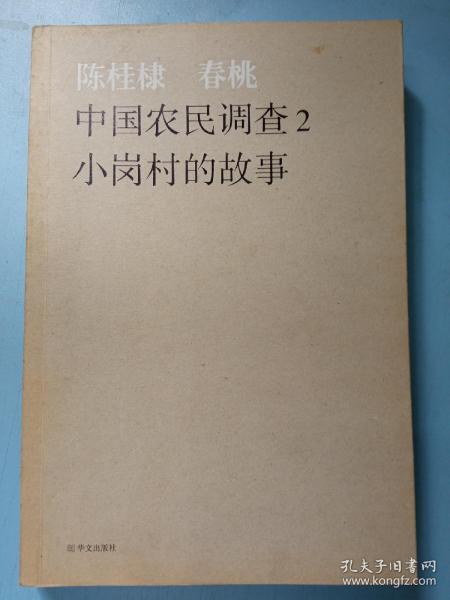 陈桂棣 春桃
中国农民调查2
小岗村的故事
华文出版社
孔夫子旧书网
www.kongfz.com